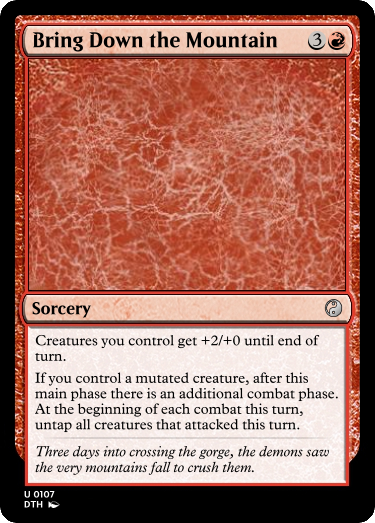 Bring Down the Mountain 3
Sorcery
Creatures you control get +2/+0 until end of
turn.
If you control a mutated creature, after this
main phase there is an additional combat phase.
At the beginning of each combat this turn,
untap all creatures that attacked this turn.
Three days into crossing the gorge, the demons saw
the very mountains fall to crush them.
U 0107
DTH